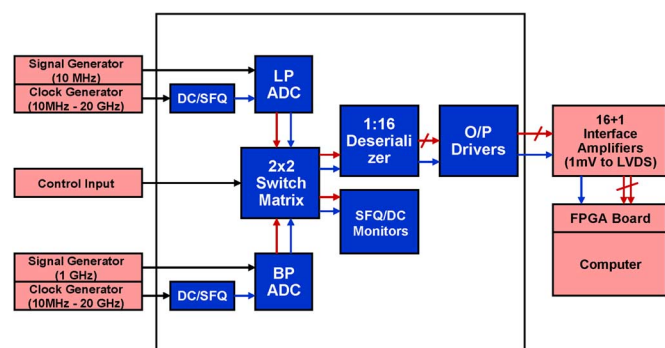 Signal Generator
(10 MHz)
Clock Generator
(10MHz - 20 GHz)
DC/SFQ
LP
ADC
1:16
Deseriali
zer
O/P
Drivers
16+1
Interface
Amplifiers
(1mV to LVDS)
Control Input
2x2
Switch
Matrix
SFQ/DC
Monitors
FPGA Board
Computer
Signal Generator
(1 GHz)
Clock Generator
(10MHz - 20 GHz)
DC/SFQ
BP
ADC